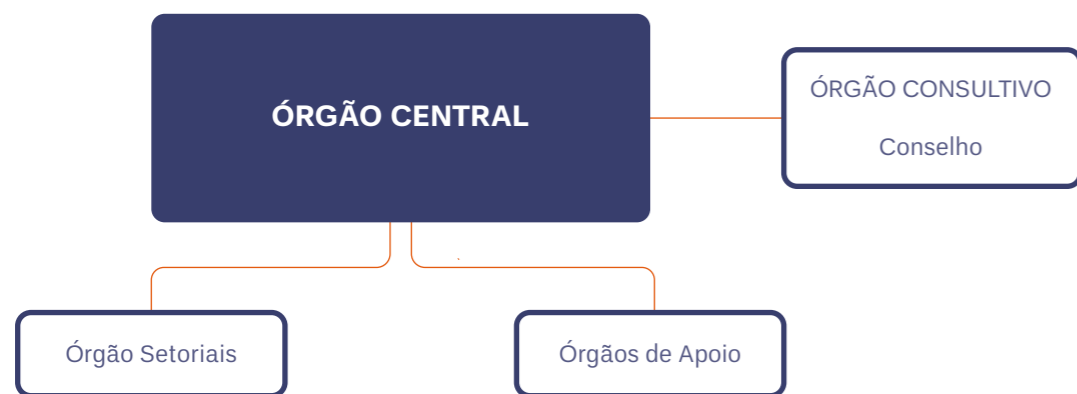 ÓRGÃO CENTRAL
ÓRGÃO CONSULTIVO
Conselho
Órgão Setoriais
Órgãos de Apoio